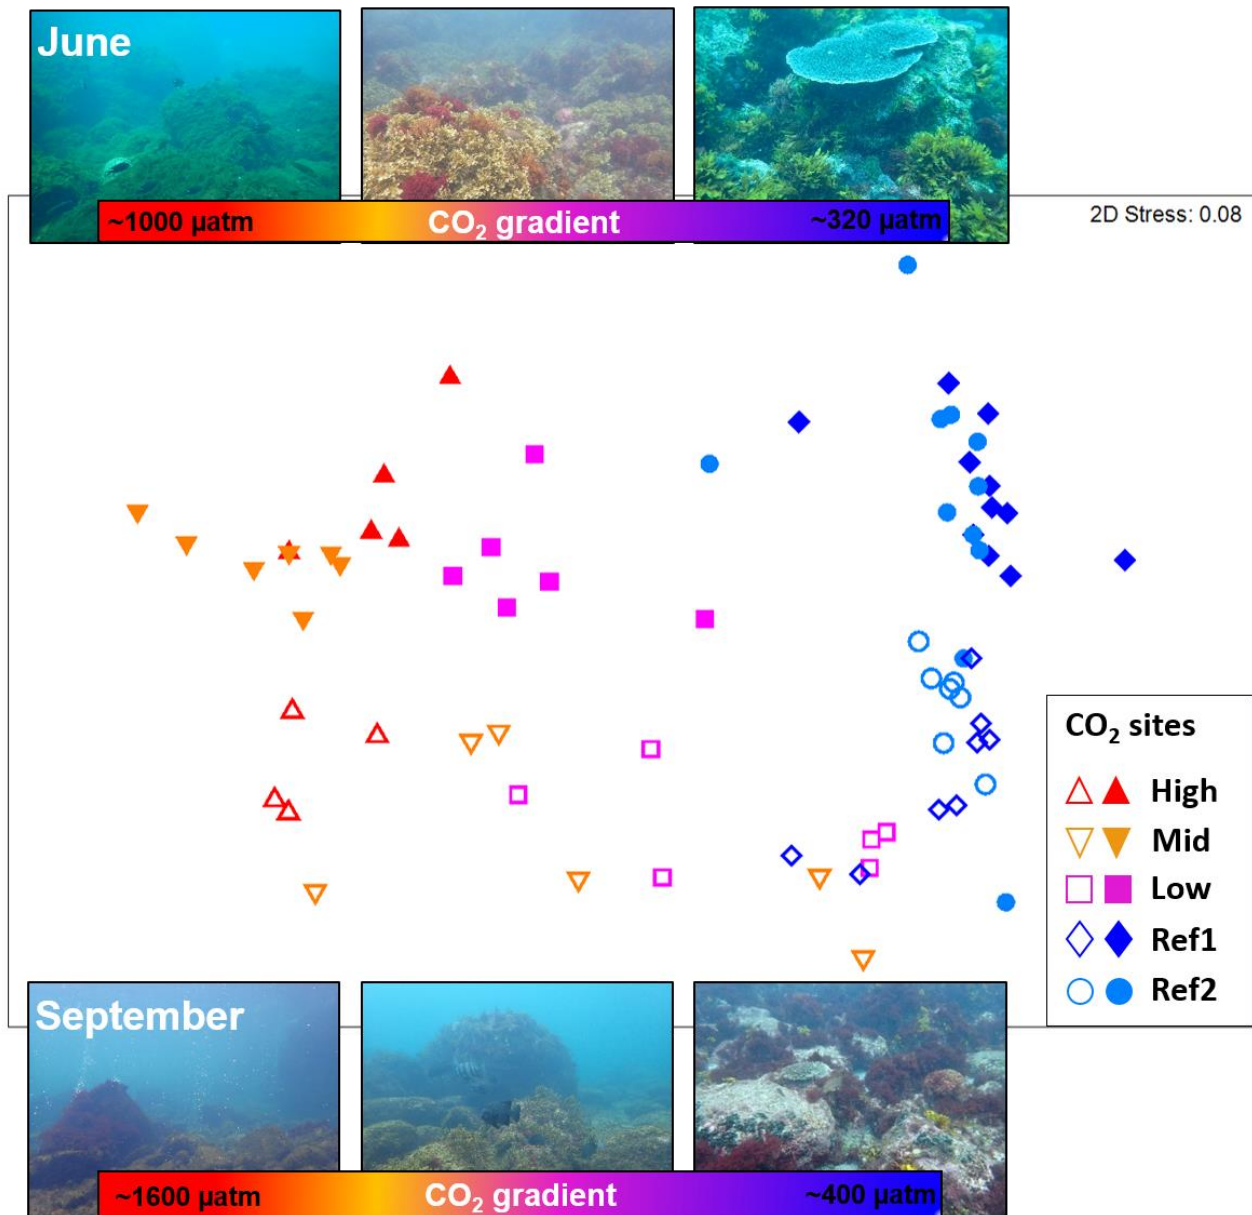 June
~1000 µatm CO₂ gradient ~320 µatm
2D Stress: 0.08
CO₂ sites
High
Mid
Low
Ref1
Ref2
September
~1600 µatm CO₂ gradient ~400 µatm